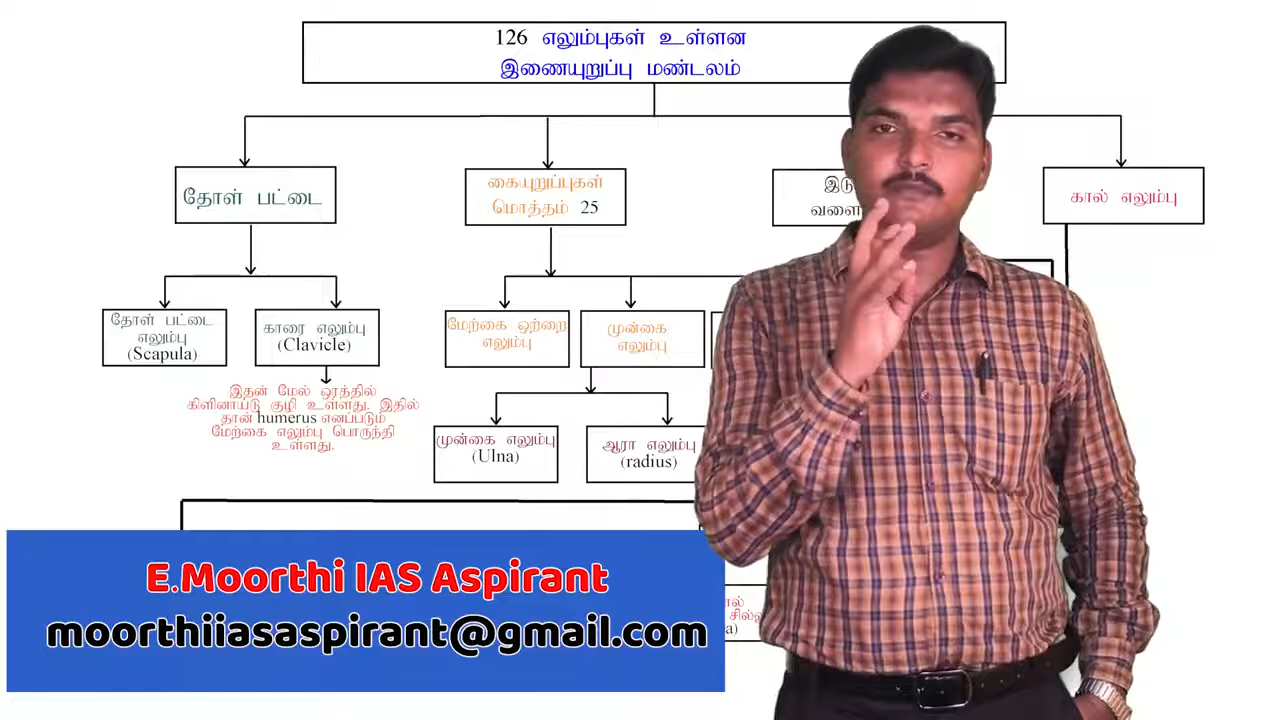 126 எலும்புகள் உள்ளன
இணையுறுப்பு மண்டலம்
தோள் பட்டை
கையுறுப்புகள்
மொத்தம் 25
கால் எலும்பு
தோள் பட்டை
எலும்பு
(Scapula)
காரை எலும்பு
(Clavicle)
மேற்கை ஒற்றை
எலும்பு
முன்கை
எலும்பு
இதன் மேல் ஓரத்தில்
கிளினாய்டு குழி உள்ளது. இதில்
தான் humerus எனப்படும்
மேற்கை எலும்பு பொருந்தி
உள்ளது.
முன்கை எலும்பு
(Ulna)
ஆரா எலும்பு
(radius)
E.Moorthi IAS Aspirant
moorthiiasaspirant@gmail.com